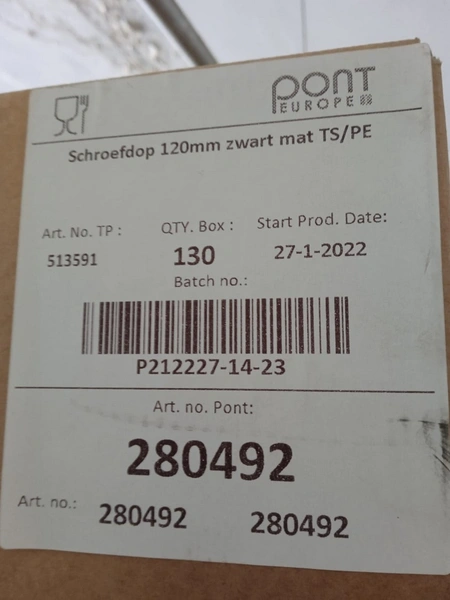 PONT
EUROPE
Schroefdop 120mm zwart mat TS/PE
Art. No. TP : QTY. Box : Start Prod. Date:
513591 130 27-1-2022
Batch no.:
P212227-14-23
Art. no. Pont:
280492
Art. no.: 280492 280492